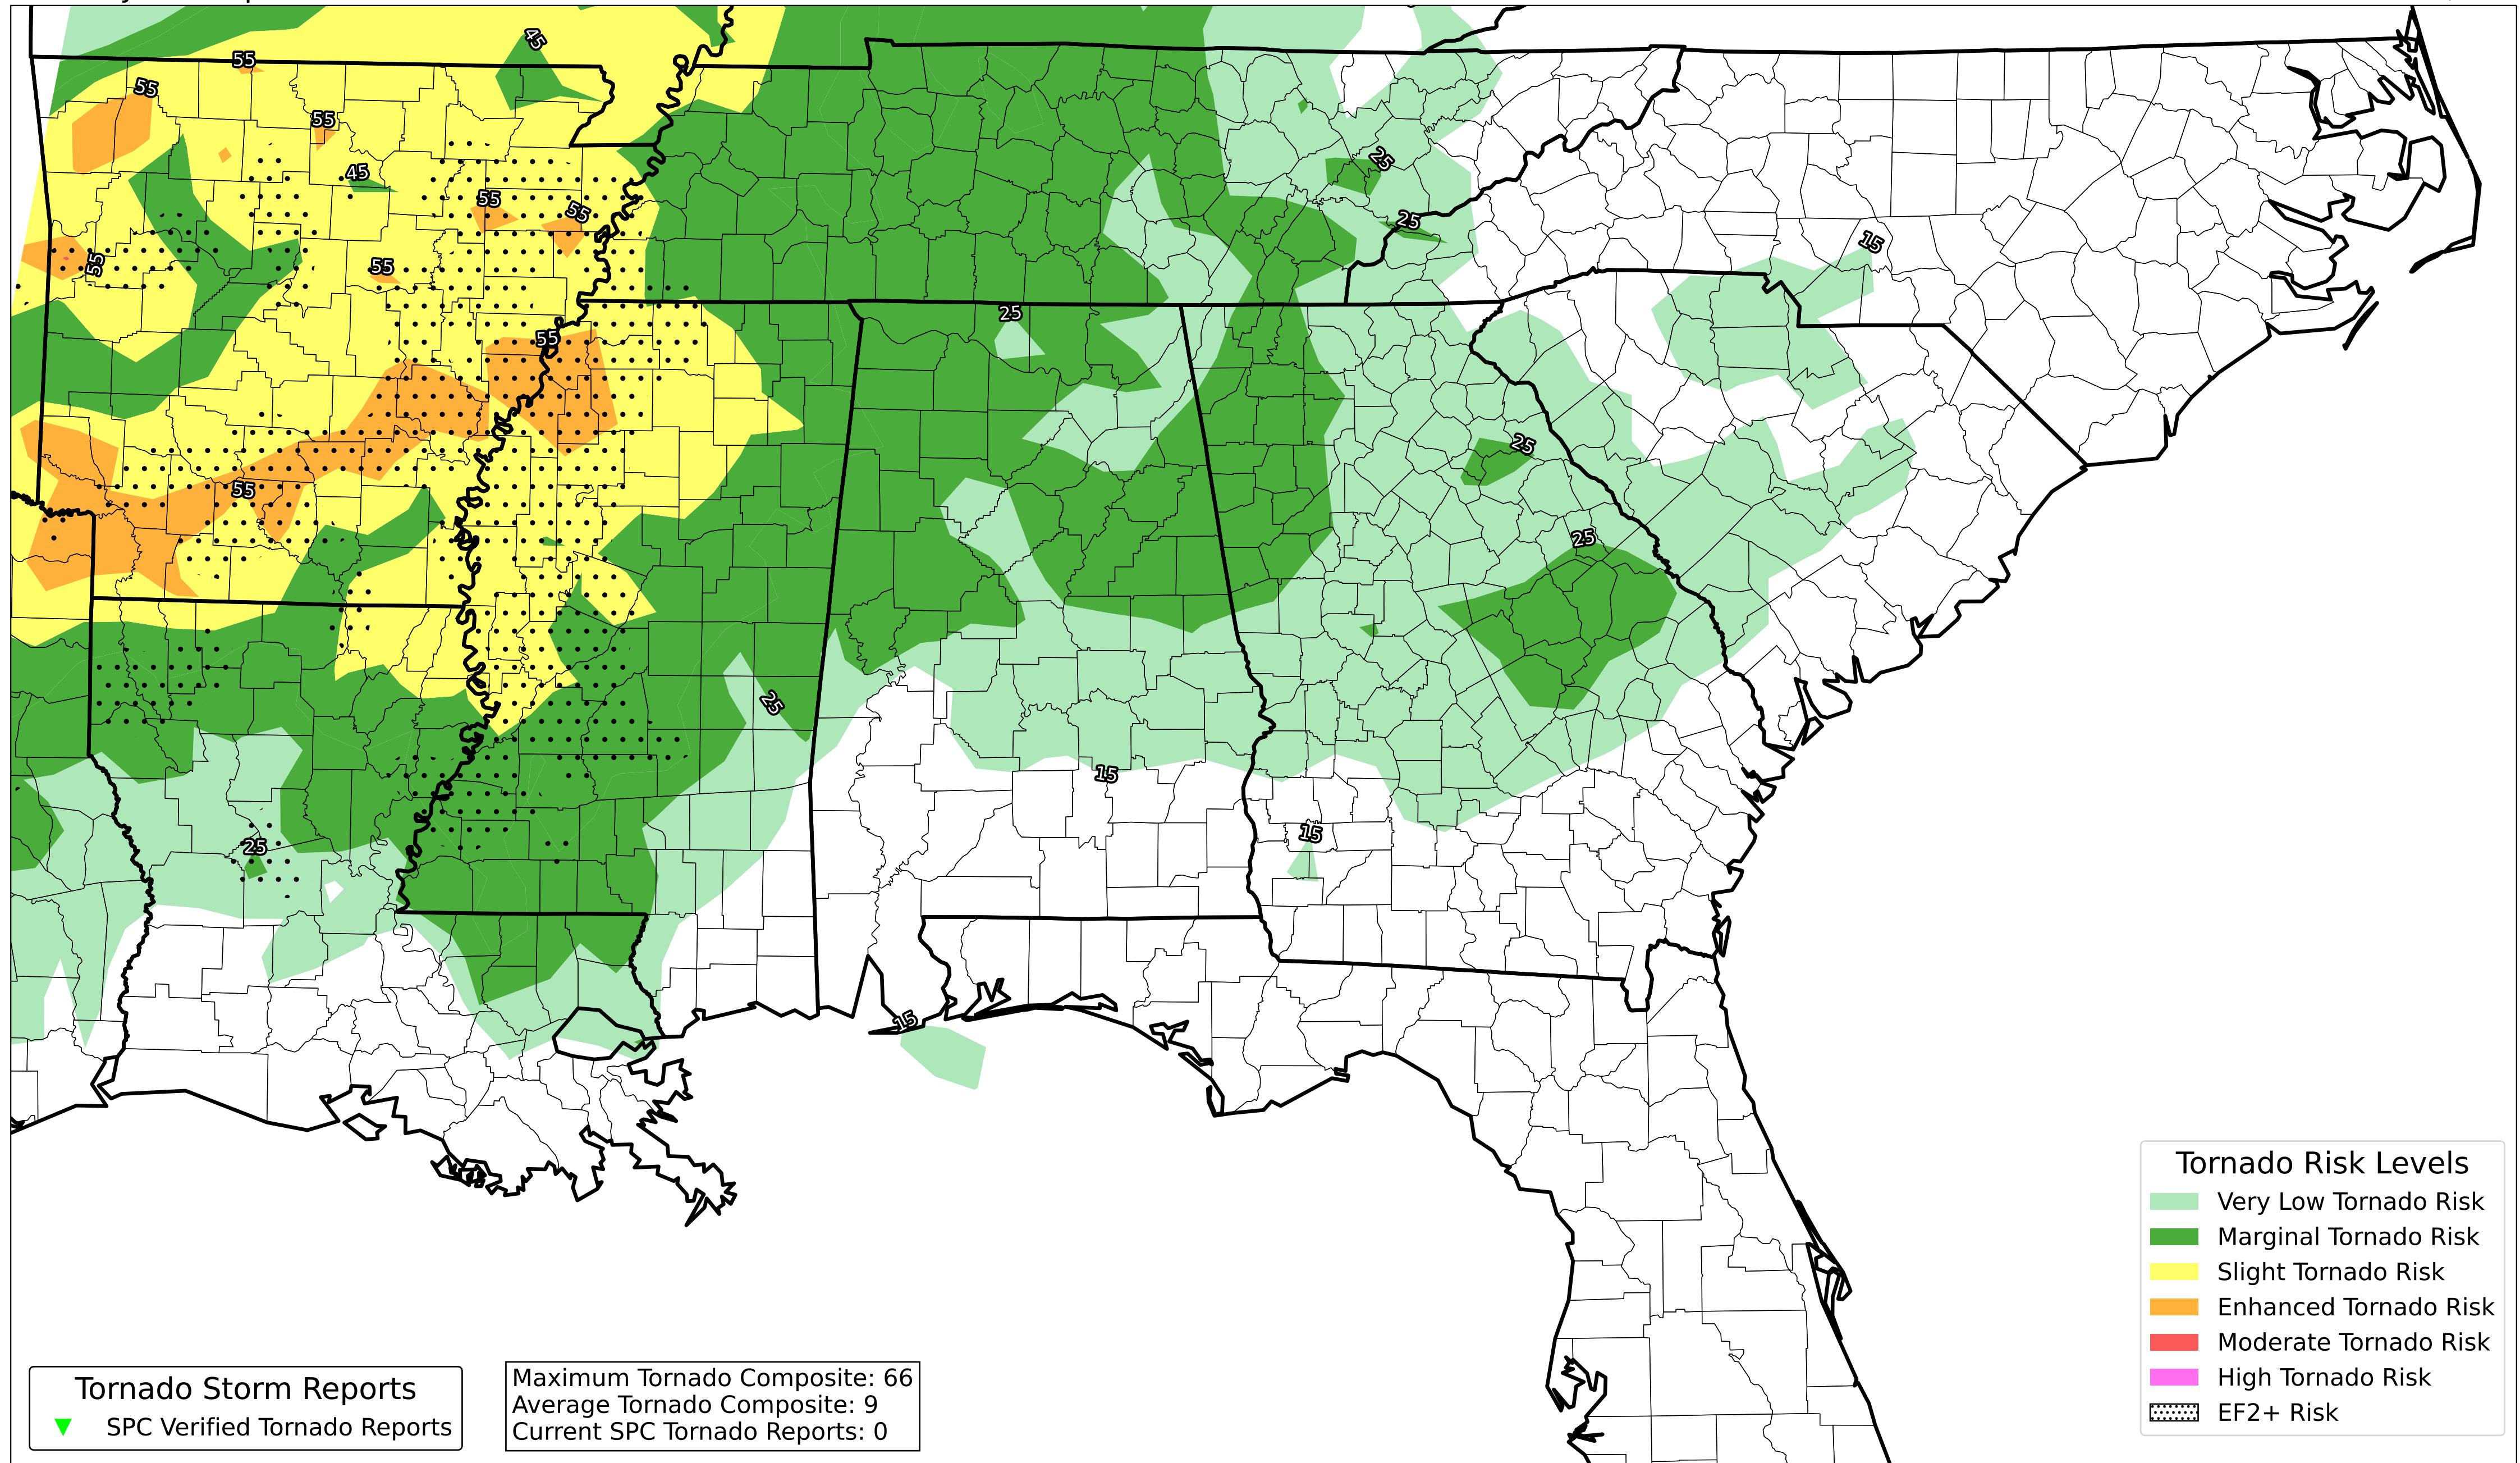 45
55
55
55
45
25
55
55
25
15
55
55
25
55
25
55
25
25
15
15
25
15
Tornado Risk Levels
Very Low Tornado Risk
Marginal Tornado Risk
Slight Tornado Risk
Enhanced Tornado Risk
Moderate Tornado Risk
High Tornado Risk
EF2+ Risk
Tornado Storm Reports
SPC Verified Tornado Reports
Maximum Tornado Composite: 66
Average Tornado Composite: 9
Current SPC Tornado Reports: 0